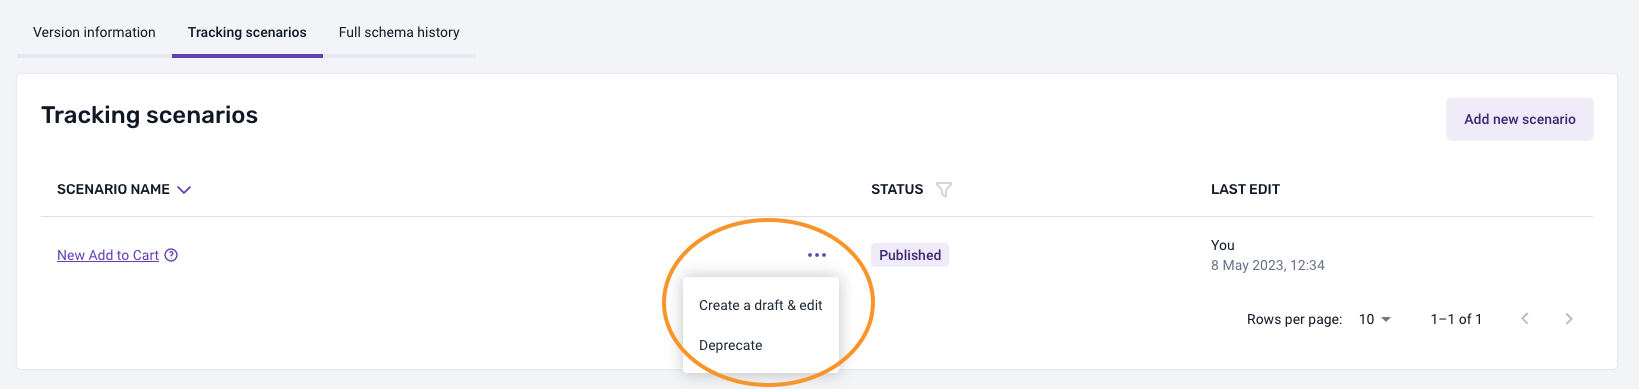 Version information Tracking scenarios Full schema history
Tracking scenarios
Add new scenario
SCENARIO NAME STATUS LAST EDIT
New Add to Cart ... Published You
8 May 2023, 12:34
Create a draft & edit
Rows per page: 10 1–1 of 1
Deprecate